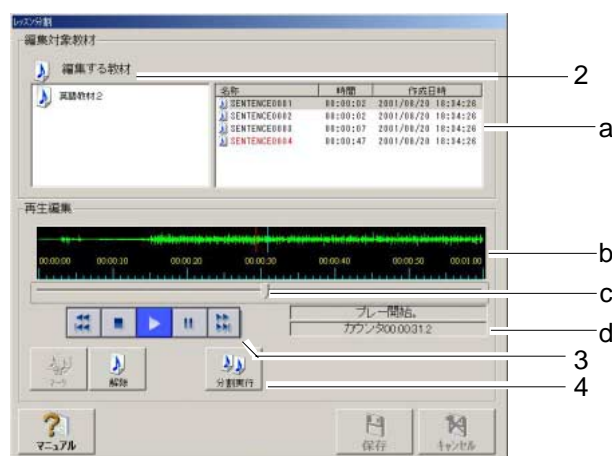 レッスン分割
編集対象教材
編集する教材
2
英語教材2
名称 時間 作成日時
SENTENCE0001 00:00:02 2001/08/20 18:34:26
SENTENCE0002 00:00:02 2001/08/20 18:34:26
SENTENCE0003 00:00:07 2001/08/20 18:34:26
SENTENCE0004 00:00:47 2001/08/20 18:34:26
a
再生編集
b
00:00:00 00:00:10 00:00:20 00:00:30 00:00:40 00:00:50 00:01:00
c
プレー開始。
カウンタ00:00:31.2
d
3
マーク 解除 分割実行
4
マニュアル 保存 キャンセル